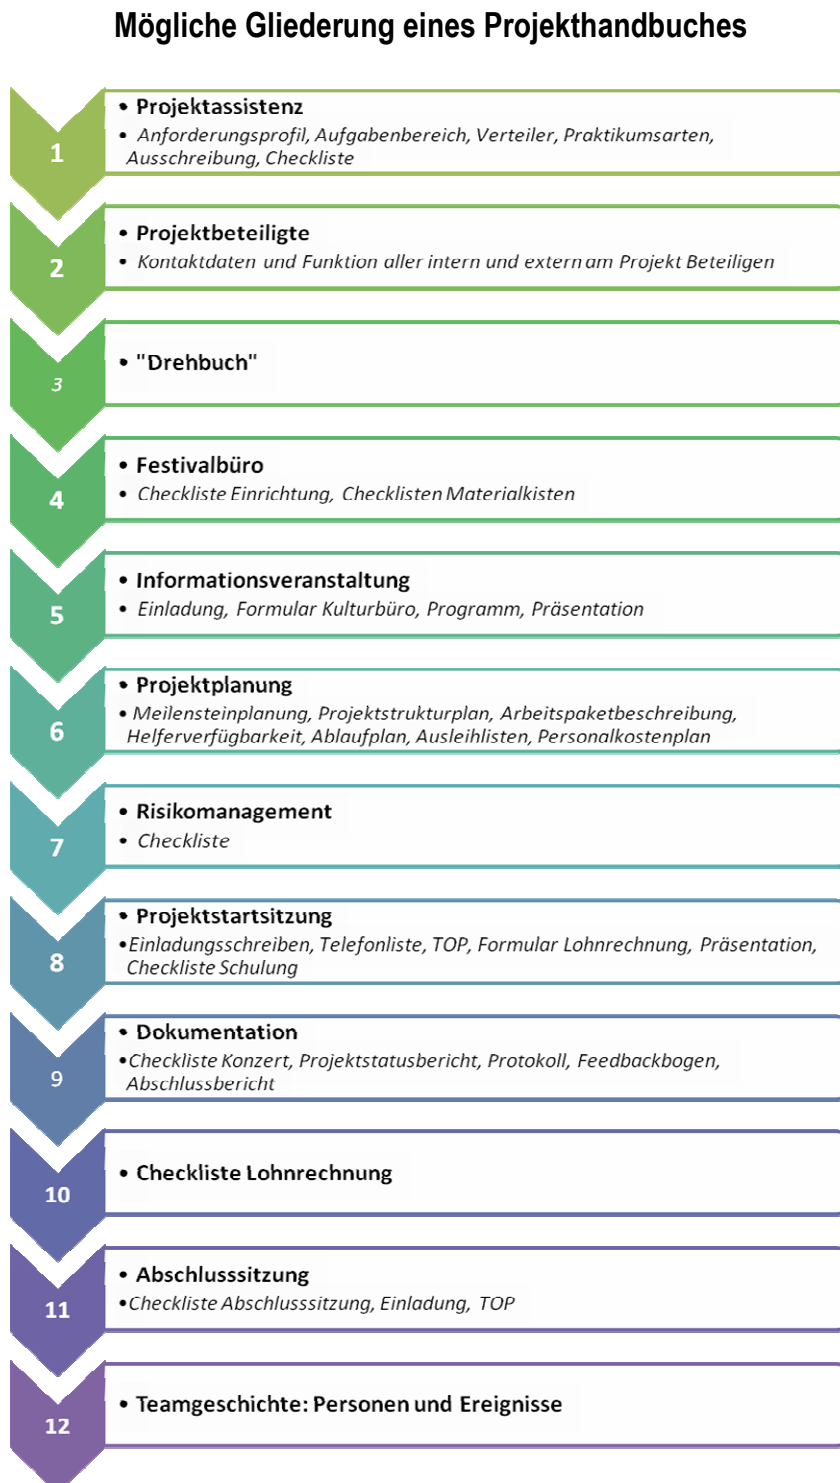 Mögliche Gliederung eines Projekthandbuches
1
• Projektassistenz
• Anforderungsprofil, Aufgabenbereich, Verteiler, Praktikumsarten,
Ausschreibung, Checkliste
2
• Projektbeteiligte
• Kontaktdaten und Funktion aller intern und extern am Projekt Beteiligen
3
• "Drehbuch"
4
• Festivalbüro
• Checkliste Einrichtung, Checklisten Materialkisten
5
• Informationsveranstaltung
• Einladung, Formular Kulturbüro, Programm, Präsentation
6
• Projektplanung
• Meilensteinplanung, Projektstrukturplan, Arbeitspaketbeschreibung,
Helferverfügbarkeit, Ablaufplan, Ausleihlisten, Personalkostenplan
7
• Risikomanagement
• Checkliste
8
• Projektstartsitzung
•Einladungsschreiben, Telefonliste, TOP, Formular Lohnrechnung, Präsentation,
Checkliste Schulung
9
• Dokumentation
•Checkliste Konzert, Projektstatusbericht, Protokoll, Feedbackbogen,
Abschlussbericht
10
• Checkliste Lohnrechnung
11
• Abschlusssitzung
•Checkliste Abschlusssitzung, Einladung, TOP
12
• Teamgeschichte: Personen und Ereignisse